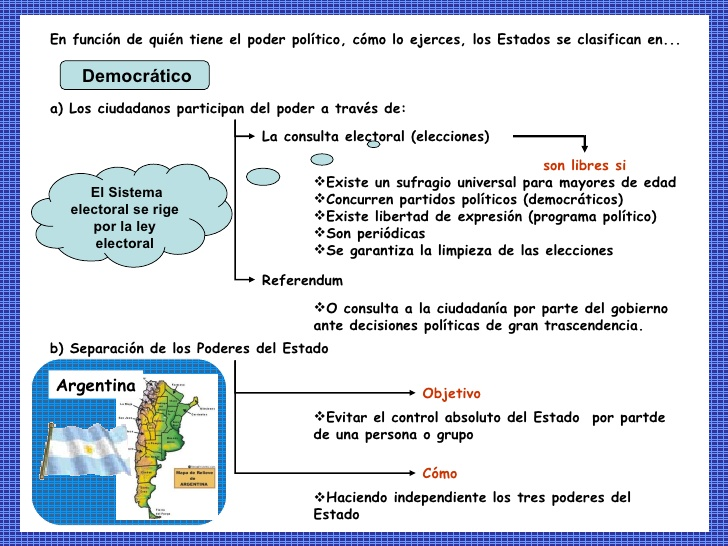 En función de quién tiene el poder político, cómo lo ejerces, los Estados se clasifican en...
Democrático
a) Los ciudadanos participan del poder a través de:
La consulta electoral (elecciones)
son libres si
❖Existe un sufragio universal para mayores de edad
❖Concurren partidos políticos (democráticos)
❖Existe libertad de expresión (programa político)
❖Son periódicas
❖Se garantiza la limpieza de las elecciones
El Sistema
electoral se rige
por la ley
electoral
Referendum
❖O consulta a la ciudadanía por parte del gobierno
ante decisiones políticas de gran trascendencia.
b) Separación de los Poderes del Estado
Argentina
Mapa de Relieve
de
ARGENTINA
Objetivo
❖Evitar el control absoluto del Estado  por partde
de una persona o grupo
Cómo
❖Haciendo independiente los tres poderes del
Estado